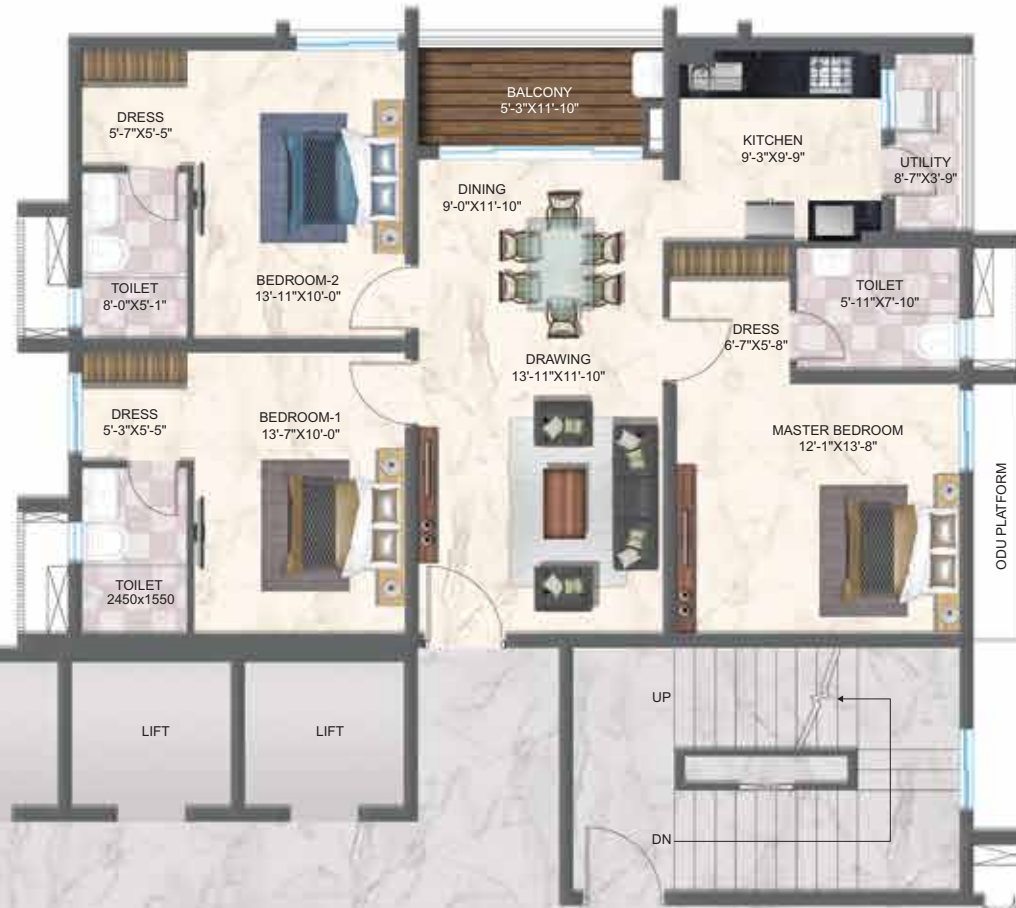 BALCONY
5'-3"X11'-10"
DRESS
5'-7"X5'-5"
KITCHEN
9'-3"X9'-9"
UTILITY
8'-7"X3'-9"
DINING
9'-0"X11'-10"
TOILET
8'-0"X5'-1"
BEDROOM-2
13'-11"X10'-0"
TOILET
5'-11"X7'-10"
DRESS
6'-7"X5'-8"
DRAWING
13'-11"X11'-10"
DRESS
5'-3"X5'-5"
BEDROOM-1
13'-7"X10'-0"
MASTER BEDROOM
12'-1"X13'-8"
ODU PLATFORM
TOILET
2450x1550
LIFT
LIFT
UP
DN